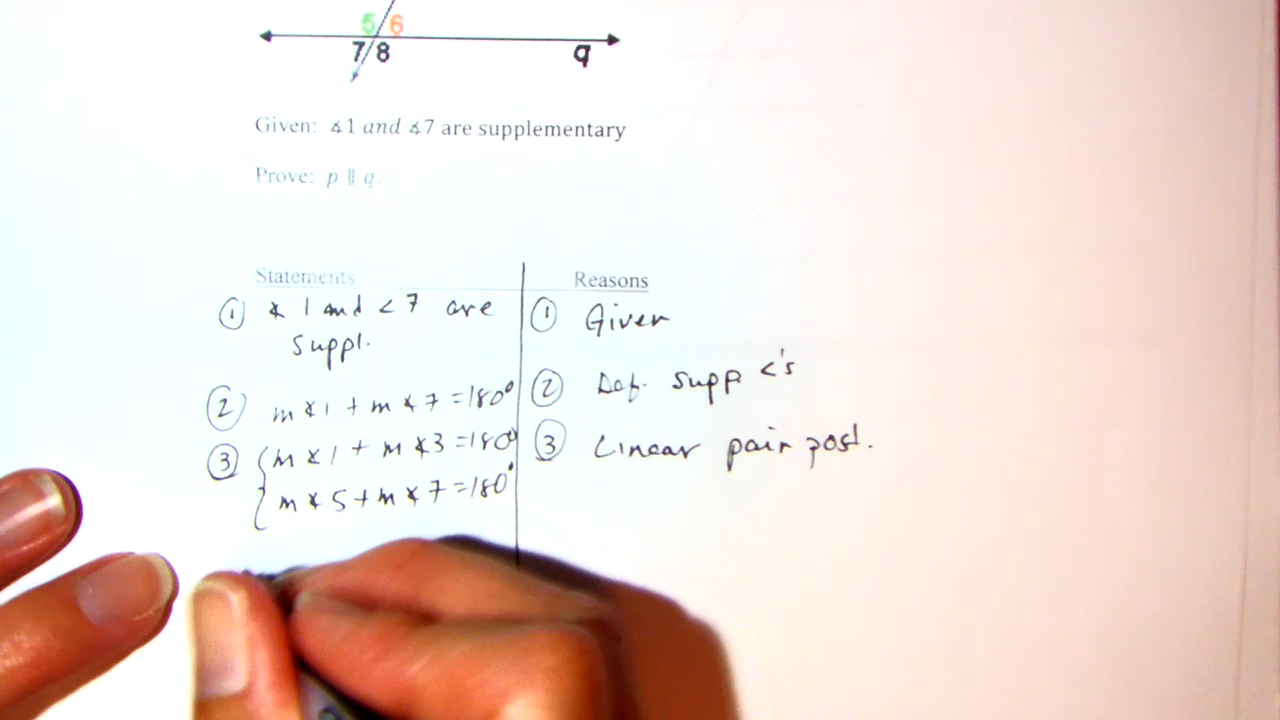 5 6
7 8 q
Given: ∡1 and ∡7 are supplementary
Prove: p ∥ q.
Statements Reasons
① ∡ 1 and < 7 are
suppl.
① Given
② m∡1 + m∡7 = 180°
② Def. supp <'s
③ { m∡1 + m∡3 = 180°
m∡5 + m∡7 = 180°
③ Linear pair post.